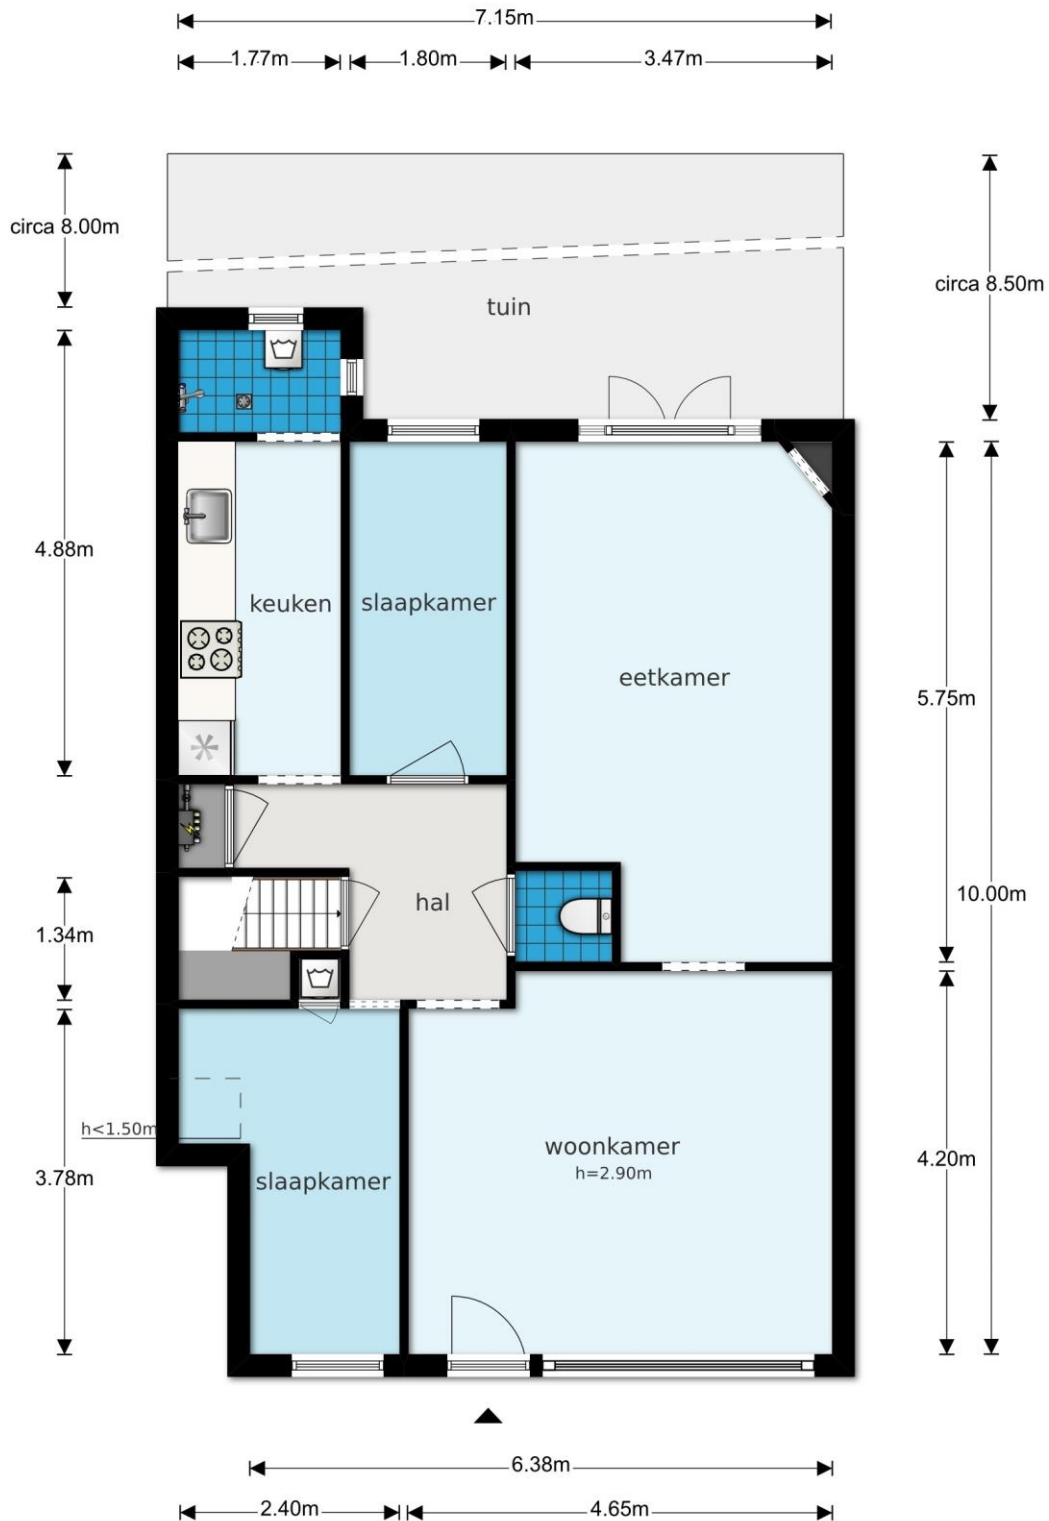 7.15m
1.77m
1.80m
3.47m
circa 8.00m
circa 8.50m
tuin
4.88m
keuken
slaapkamer
eetkamer
5.75m
10.00m
hal
1.34m
h<1.50m
woonkamer
h=2.90m
slaapkamer
3.78m
4.20m
6.38m
2.40m
4.65m